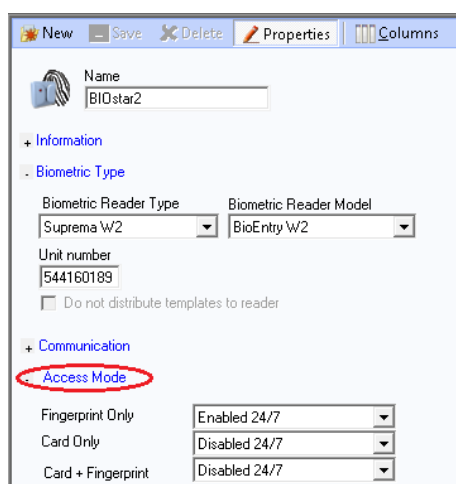 New Save Delete Properties Columns
Name
BIOstar2
+ Information
- Biometric Type
Biometric Reader Type Biometric Reader Model
Suprema W2 BioEntry W2
Unit number
544160189
Do not distribute templates to reader
+ Communication
- Access Mode
Fingerprint Only Enabled 24/7
Card Only Disabled 24/7
Card + Fingerprint Disabled 24/7